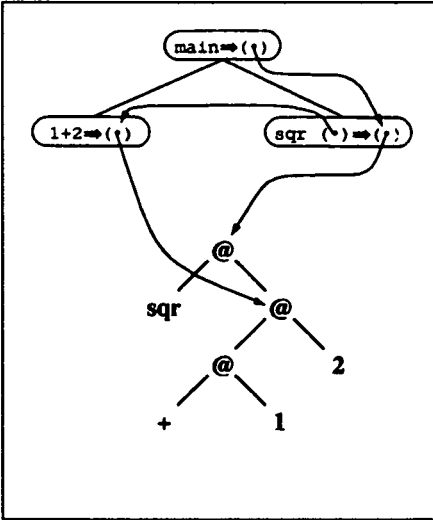 main⇒(•)
1+2⇒(•)
sqr (•)⇒(•)
@
sqr
@
@
2
+
1